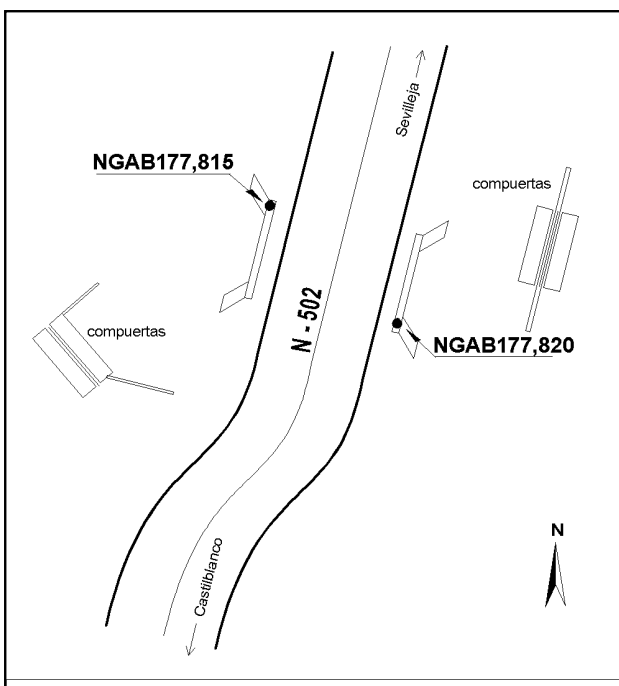 Sevilleja
NGAB177,815
compuertas
N - 502
compuertas
NGAB177,820
N
Castilblanco